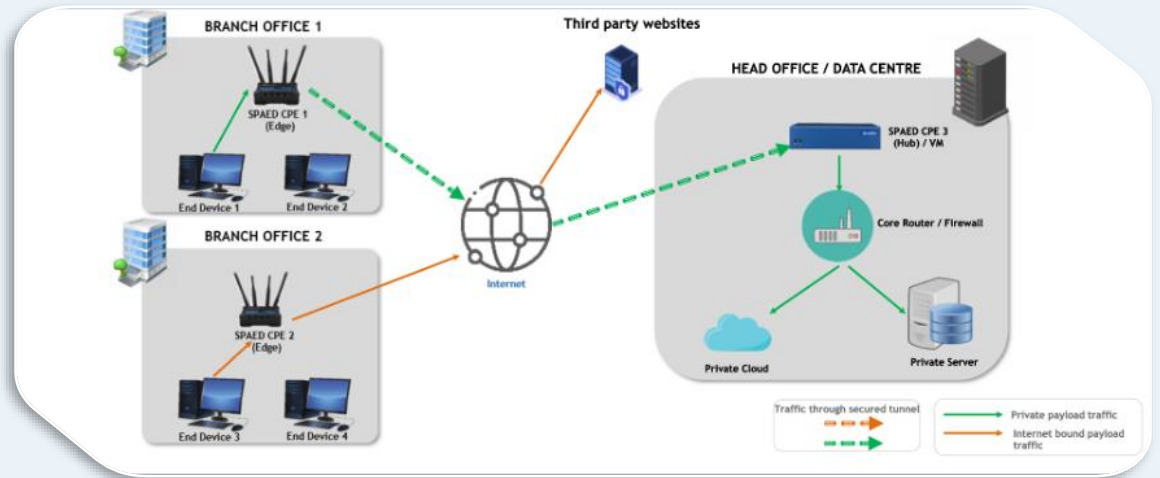 BRANCH OFFICE 1
SPAED CPE 1
(Edge)
End Device 1
End Device 2
BRANCH OFFICE 2
SPAED CPE 2
(Edge)
End Device 3
End Device 4
Third party websites
Internet
HEAD OFFICE / DATA CENTRE
SPAED CPE 3
(Hub) / VM
Core Router / Firewall
Private Cloud
Private Server
Traffic through secured tunnel
Private payload traffic
Internet bound payload
traffic